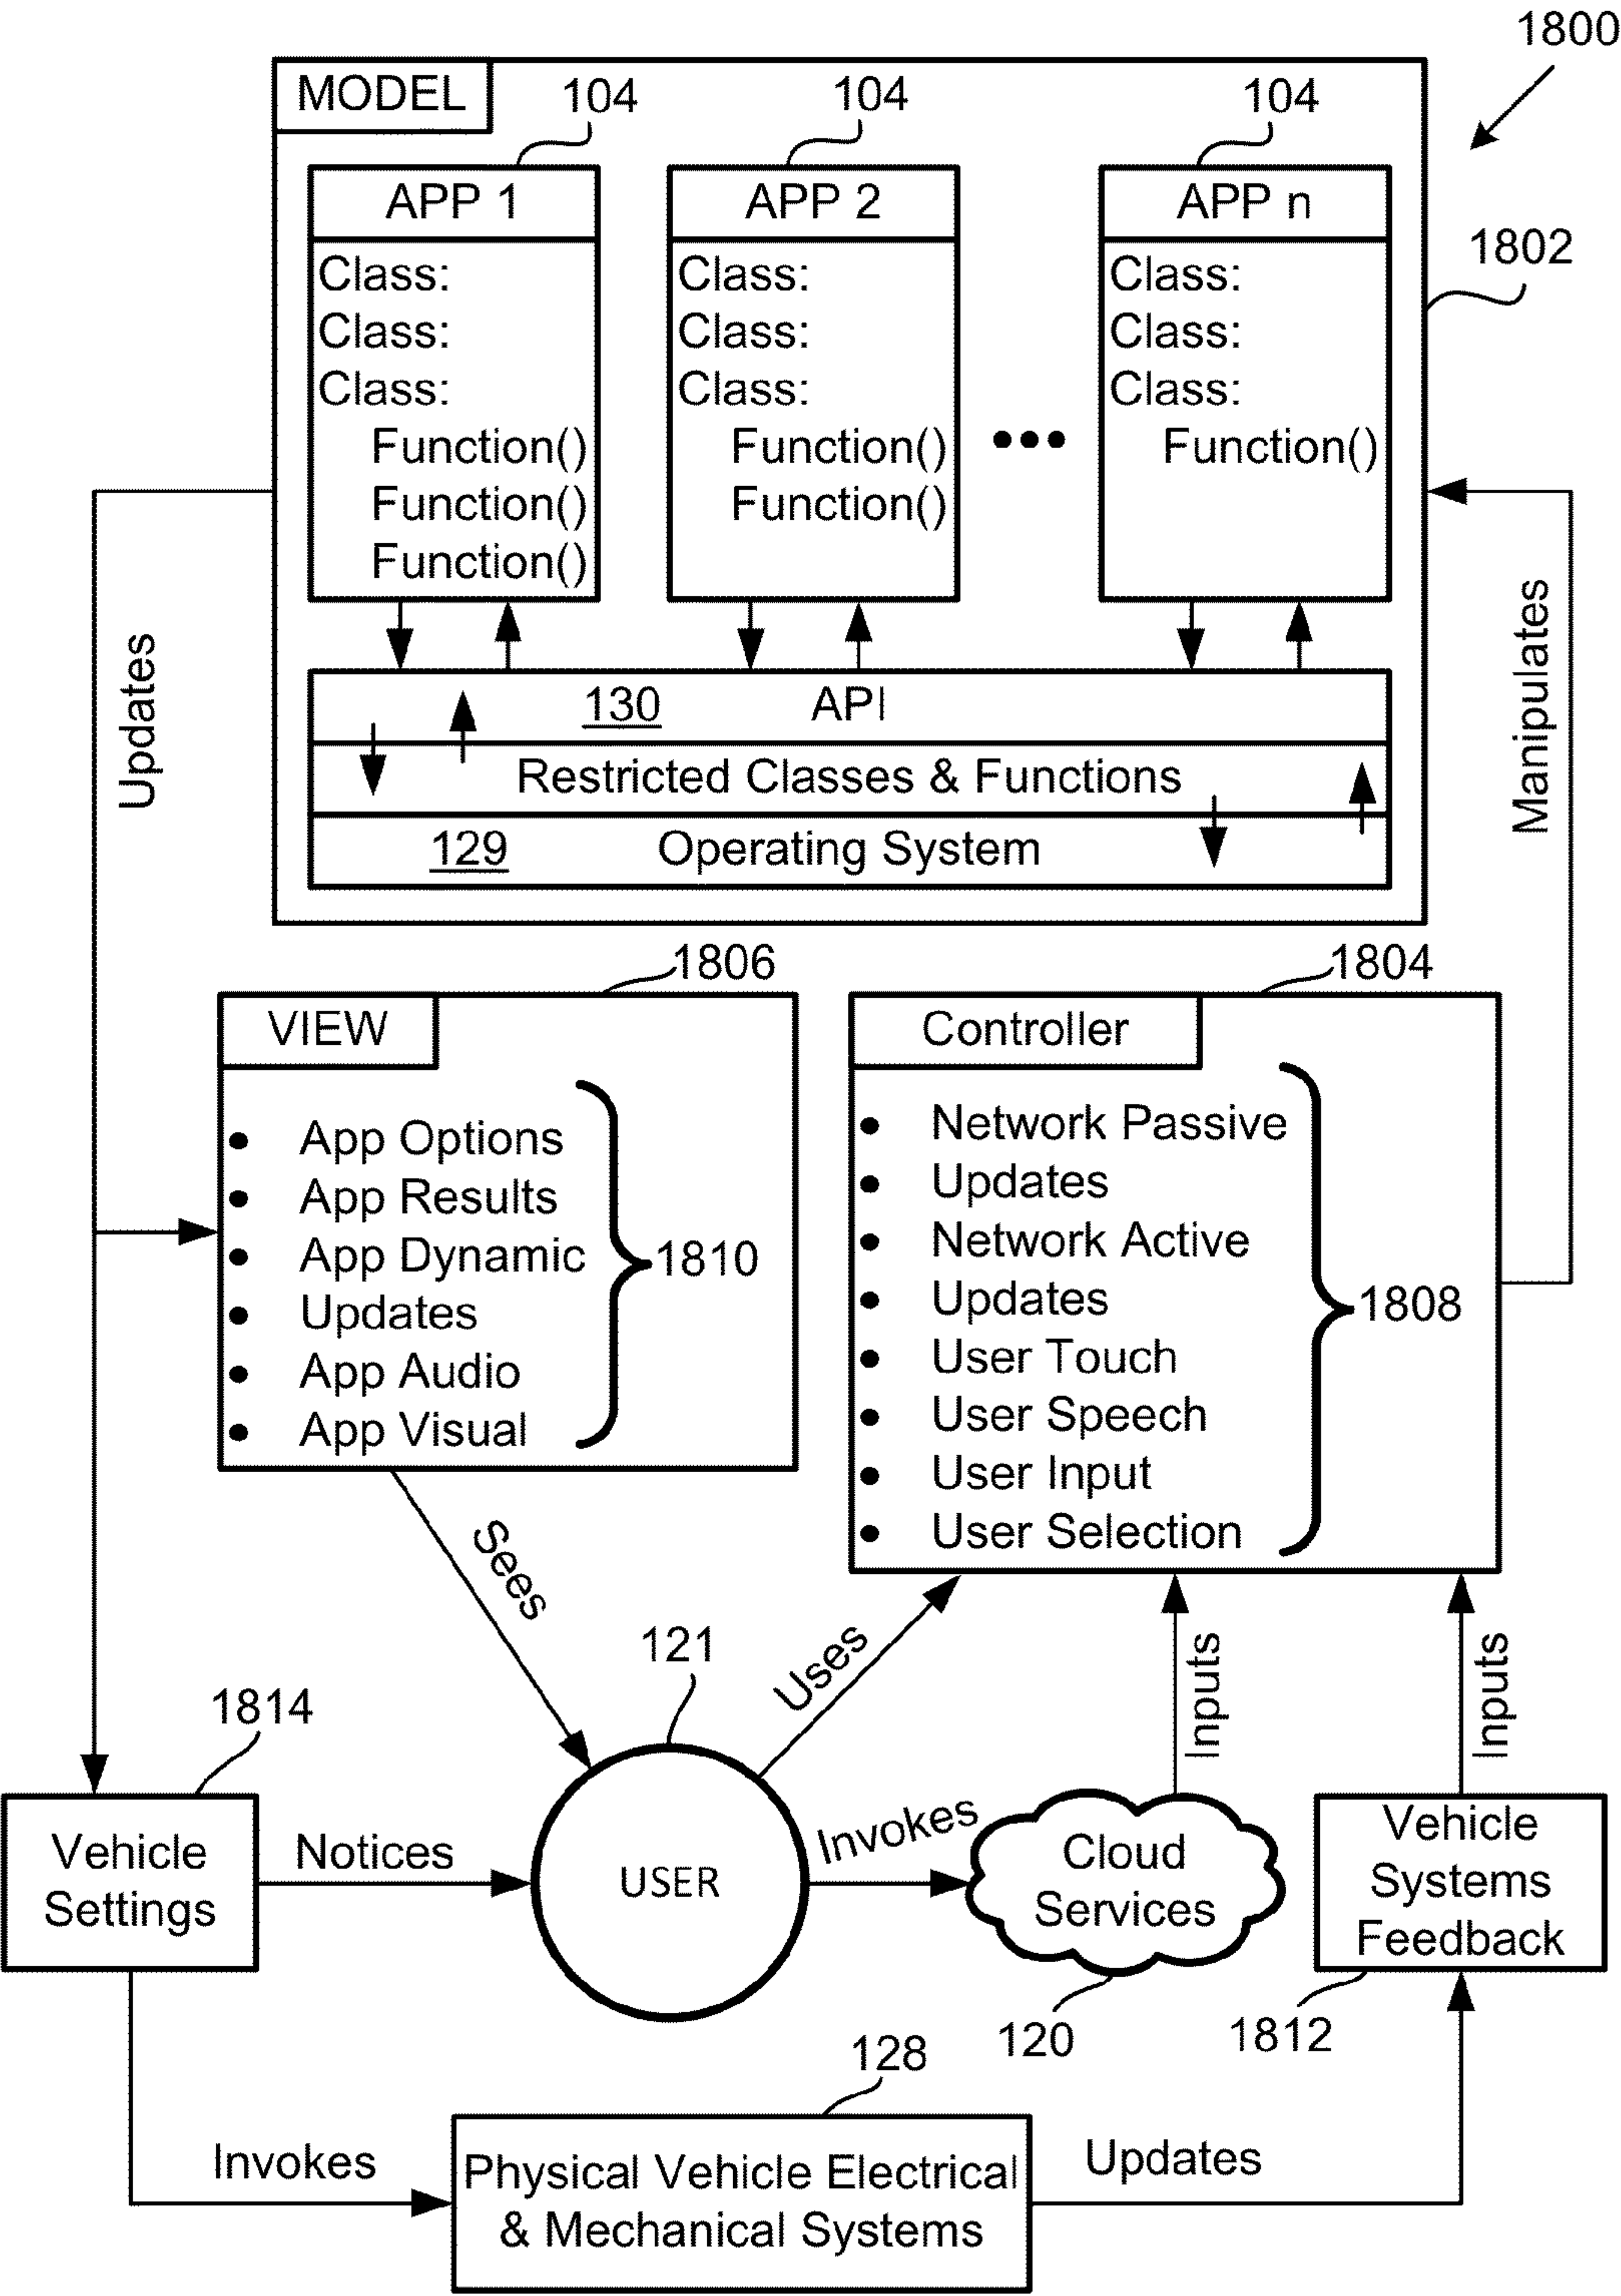 1800
MODEL
104
104
104
APP 1
APP 2
APP n
1802
Class:
Class:
Class:
Function()
Function()
Function()
Class:
Class:
Class:
Function()
Function()
•••
Class:
Class:
Class:
Function()
Updates
Manipulates
130 API
Restricted Classes & Functions
129 Operating System
1806
VIEW
• App Options
• App Results
• App Dynamic
• Updates
• App Audio
• App Visual
1810
1804
Controller
• Network Passive
• Updates
• Network Active
• Updates
• User Touch
• User Speech
• User Input
• User Selection
1808
Sees
Uses
Inputs
Inputs
121
1814
Vehicle
Settings
Notices
USER
Invokes
Cloud
Services
120
Vehicle
Systems
Feedback
1812
128
Invokes
Physical Vehicle Electrical
& Mechanical Systems
Updates